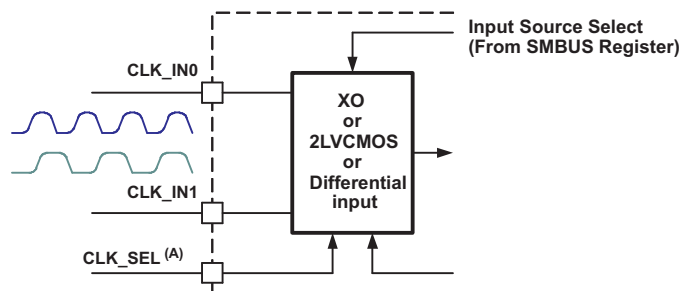 Input Source Select
(From SMBUS Register)
CLK_IN0
XO
or
2LVCMOS
or
Differential
input
CLK_IN1
CLK_SEL (A)